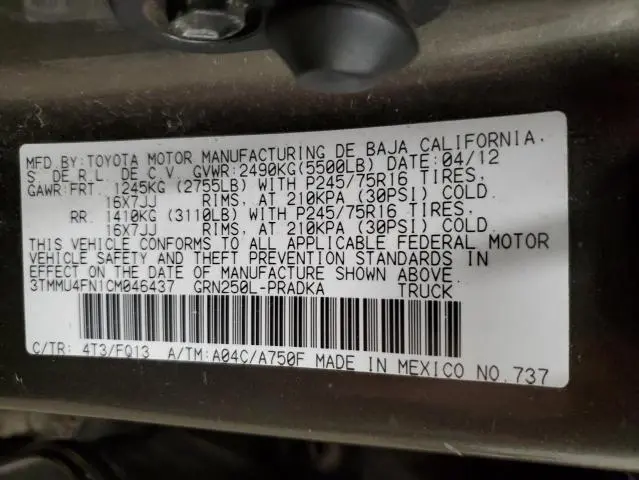 MFD BY:TOYOTA MOTOR MANUFACTURING DE BAJA CALIFORNIA,
S. DE R.L. DE C.V. GVWR:2490KG(5500LB) DATE:04/12
GAWR:FRT. 1245KG (2755LB) WITH P245/75R16 TIRES,
16X7JJ RIMS, AT 210KPA (30PSI) COLD.
RR. 1410KG (3110LB) WITH P245/75R16 TIRES,
16X7JJ RIMS, AT 210KPA (30PSI) COLD.
THIS VEHICLE CONFORMS TO ALL APPLICABLE FEDERAL MOTOR
VEHICLE SAFETY AND THEFT PREVENTION STANDARDS IN
EFFECT ON THE DATE OF MANUFACTURE SHOWN ABOVE.
3TMMU4FN1CM046437 GRN250L-PRADKA TRUCK
C/TR: 4T3/FQ13 A/TM:A04C/A750F MADE IN MEXICO NO.737